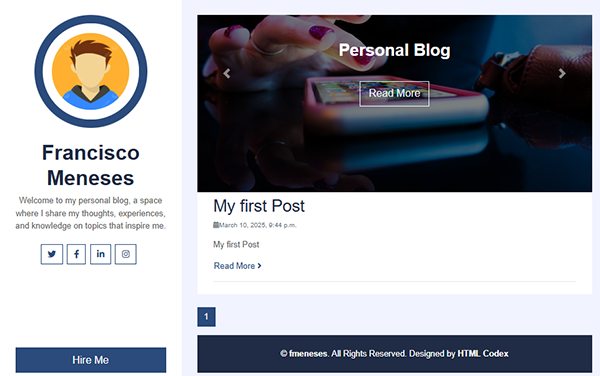 Francisco
Meneses
Welcome to my personal blog, a space
where I share my thoughts, experiences,
and knowledge on topics that inspire me.
Hire Me
Personal Blog
Read More
My first Post
March 10, 2025, 9:44 p.m.
My first Post
Read More
1
© fmeneses. All Rights Reserved. Designed by HTML Codex